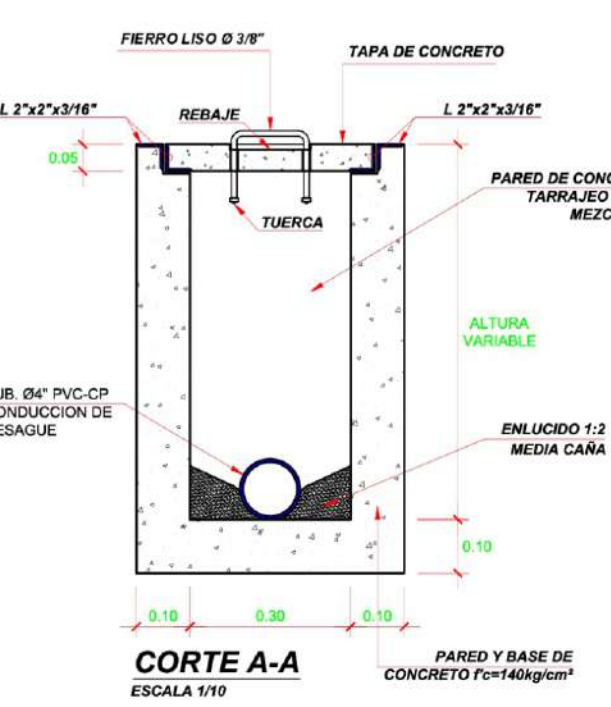 FIERRO LISO Ø 3/8"
TAPA DE CONCRETO
L 2"x2"x3/16"
REBAJE
L 2"x2"x3/16"
0.05
PARED DE CONC
TARRAJEO
MEZC
TUERCA
ALTURA
VARIABLE
UB. Ø4" PVC-CP
ONDUCCION DE
ESAGUE
ENLUCIDO 1:2
MEDIA CAÑA
0.10
0.10
0.30
0.10
CORTE A-A
ESCALA 1/10
PARED Y BASE DE
CONCRETO f'c=140kg/cm²